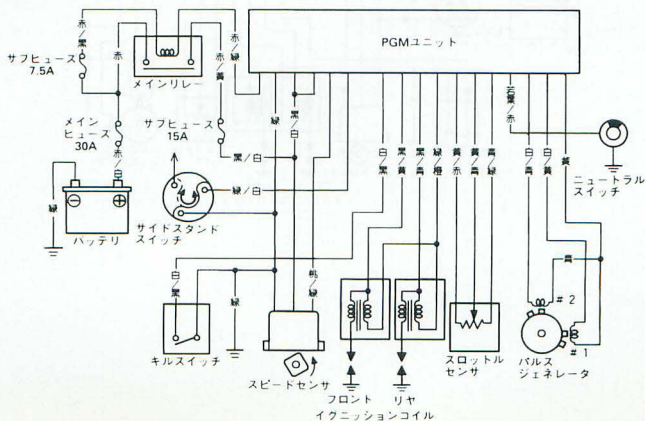 PGMユニット
赤/黒
赤
赤/黄
赤/緑
サブヒューズ
7.5A
メインリレー
メイン
ヒューズ
30A
サブヒューズ
15A
赤/白
緑
黒/白
黒/白
緑/白
緑
バッテリ
サイドスタンド
スイッチ
白/黒
緑
桃/緑
キルスイッチ
スピードセンサ
白/黒
黒/黄
黒/黄
緑/橙
黄/赤
黄/青
青/緑
若葉/赤
白/青
白/黄
黄
青
ニュートラル
スイッチ
フロント
リヤ
イグニッションコイル
スロットル
センサ
# 2
# 1
パルス
ジェネレータ